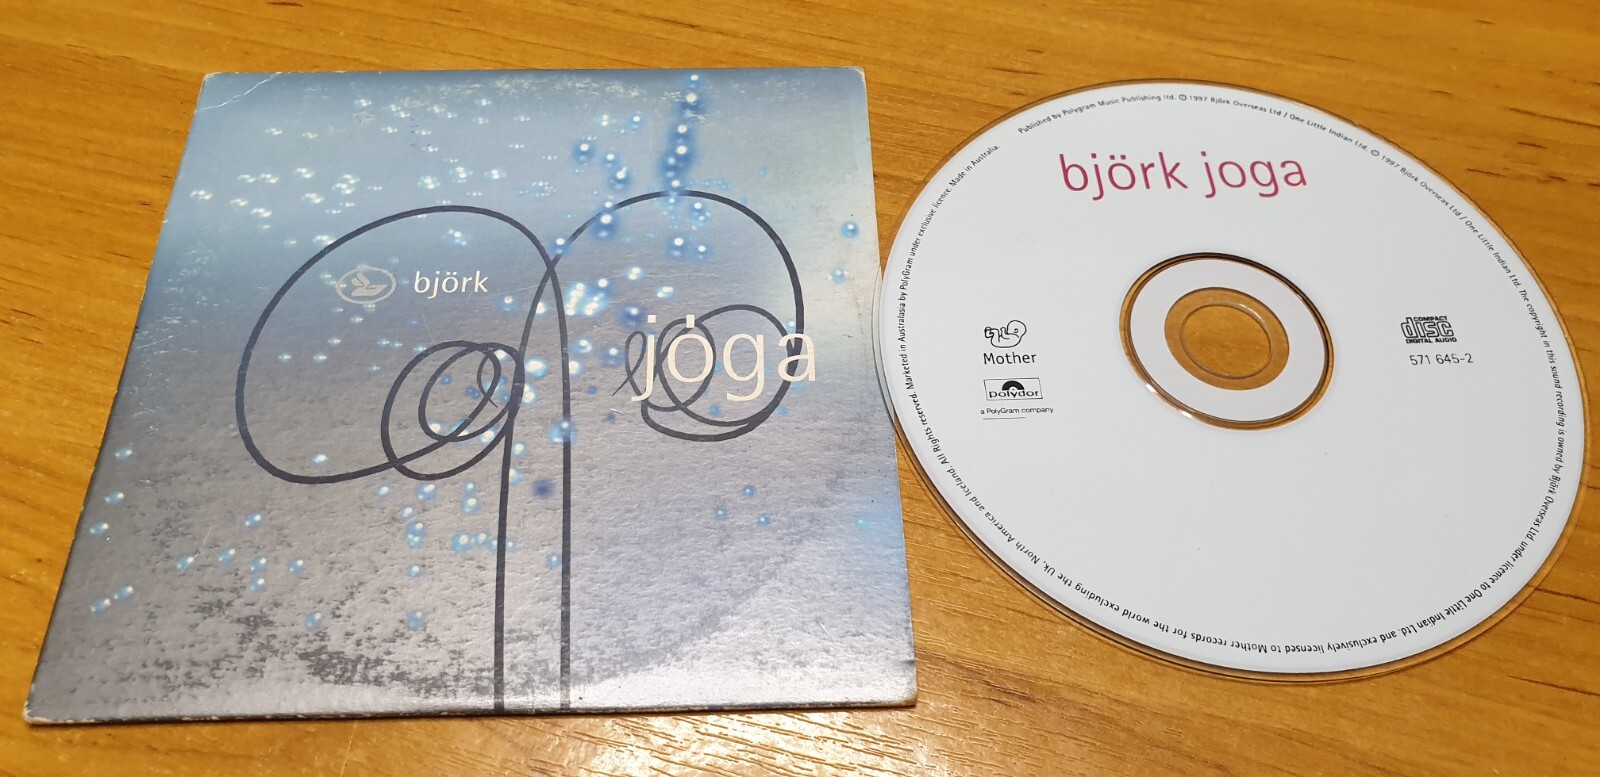 björk
jóga
björk joga
Mother
polydor
a PolyGram company
COMPACT
disc
DIGITAL AUDIO
571 645-2
Published by Polygram Music Publishing ltd. ℗ 1997 Björk Overseas Ltd / One Little Indian Ltd. © 1997 Björk Overseas Ltd / One Little Indian Ltd. The copyright in this sound recording is owned by Björk Overseas Ltd. under licence to One Little Indian Ltd. and exclusively licensed to Mother records for the world excluding the UK, North America and Iceland. All Rights reserved. Marketed in Australasia by PolyGram under exclusive licence. Made in Australia.